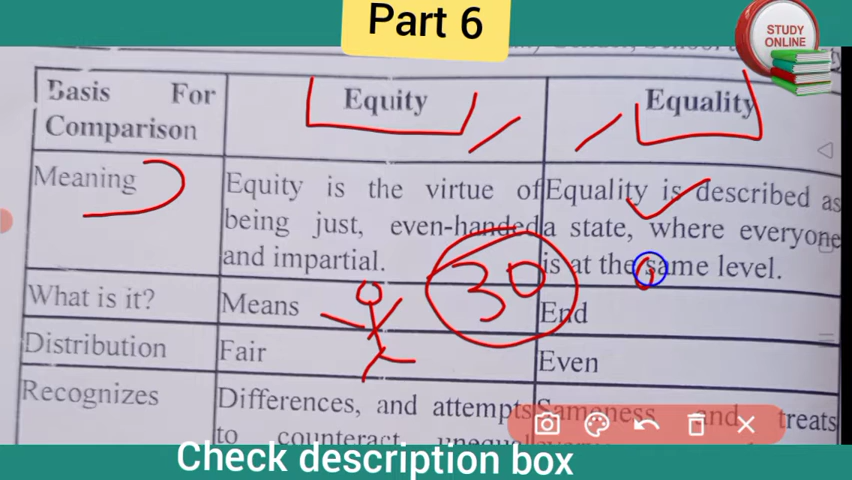 Part 6
STUDY
ONLINE
Basis For
Comparison
Equity
Equality
Meaning
Equity is the virtue of
being just, even-handed
and impartial.
Equality is described as
a state, where everyone
is at the same level.
30
What is it?
Means
End
Distribution
Fair
Even
Recognizes
Differences, and attempts
to counteract
Sameness and treats
Check description box